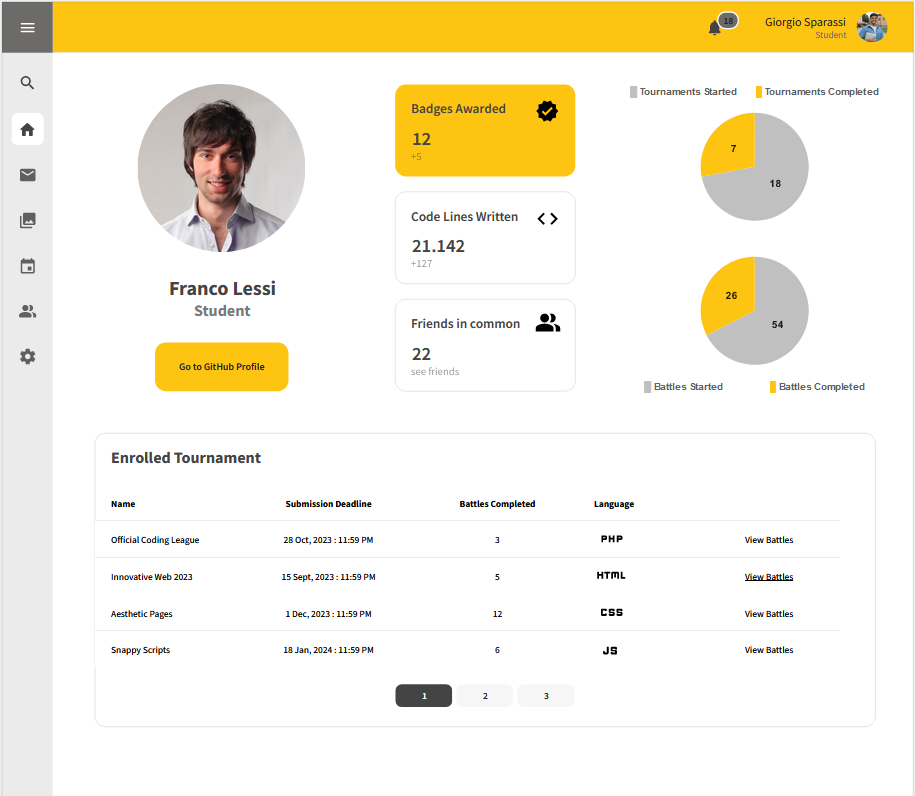 18
Giorgio Sparassi
Student
Tournaments Started
Tournaments Completed
Badges Awarded
12
+5
7
18
Code Lines Written
21.142
+127
Franco Lessi
Student
26
54
Friends in common
22
see friends
Go to GitHub Profile
Battles Started
Battles Completed
Enrolled Tournament
Name Submission Deadline Battles Completed Language
Official Coding League 28 Oct, 2023 : 11:59 PM 3 PHP View Battles
Innovative Web 2023 15 Sept, 2023 : 11:59 PM 5 HTML View Battles
Aesthetic Pages 1 Dec, 2023 : 11:59 PM 12 CSS View Battles
Snappy Scripts 18 Jan, 2024 : 11:59 PM 6 JS View Battles
1 2 3